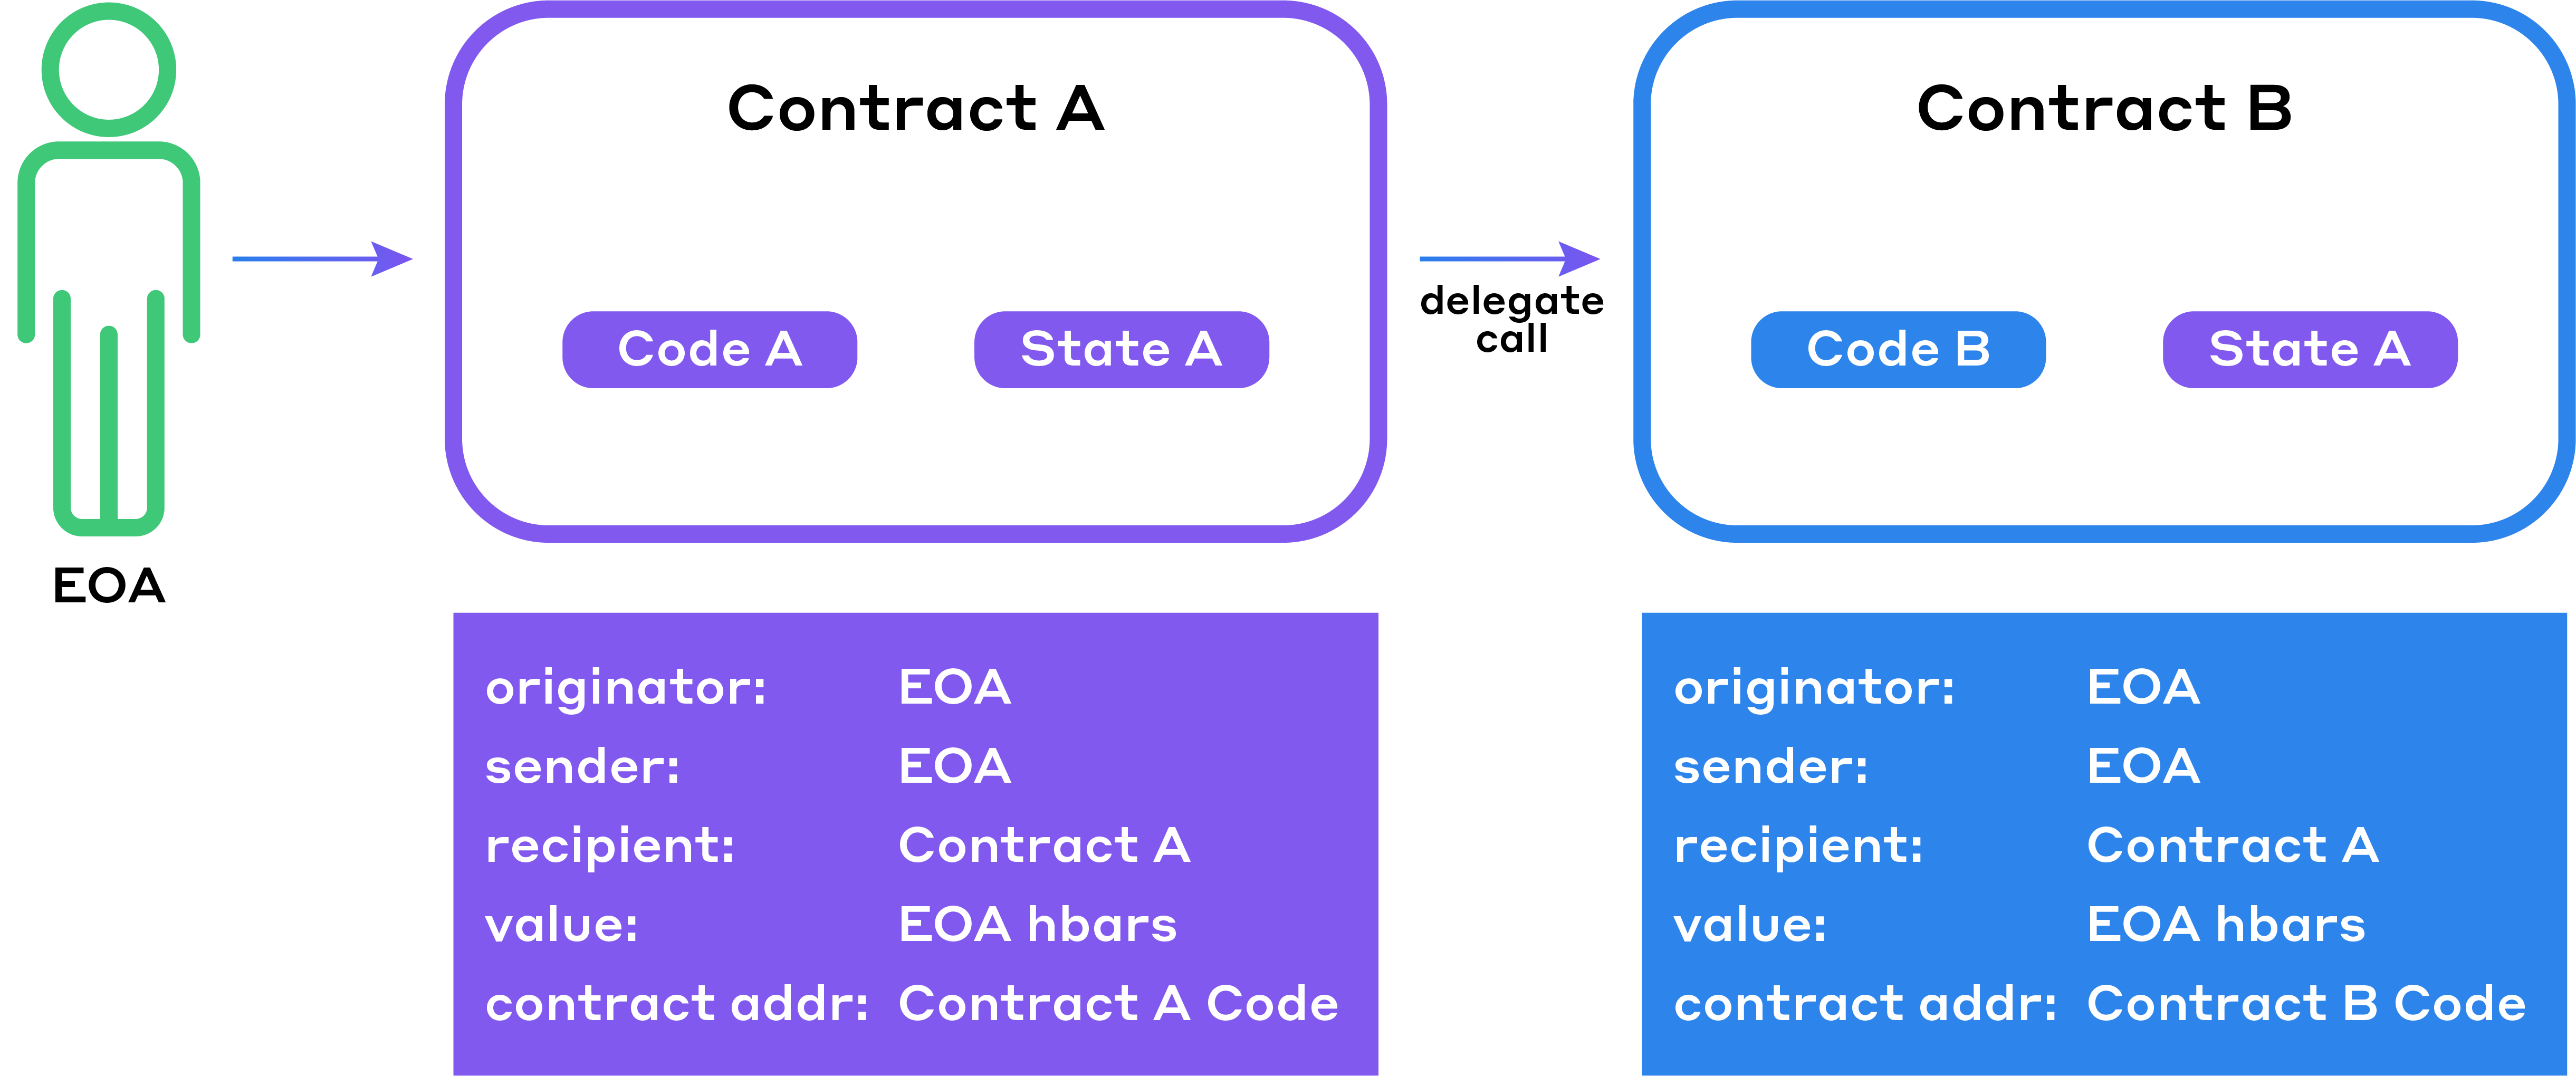 EOA
Contract A
Code A
State A
delegate
call
Contract B
Code B
State A
originator: EOA
sender: EOA
recipient: Contract A
value: EOA hbars
contract addr: Contract A Code
originator: EOA
sender: EOA
recipient: Contract A
value: EOA hbars
contract addr: Contract B Code